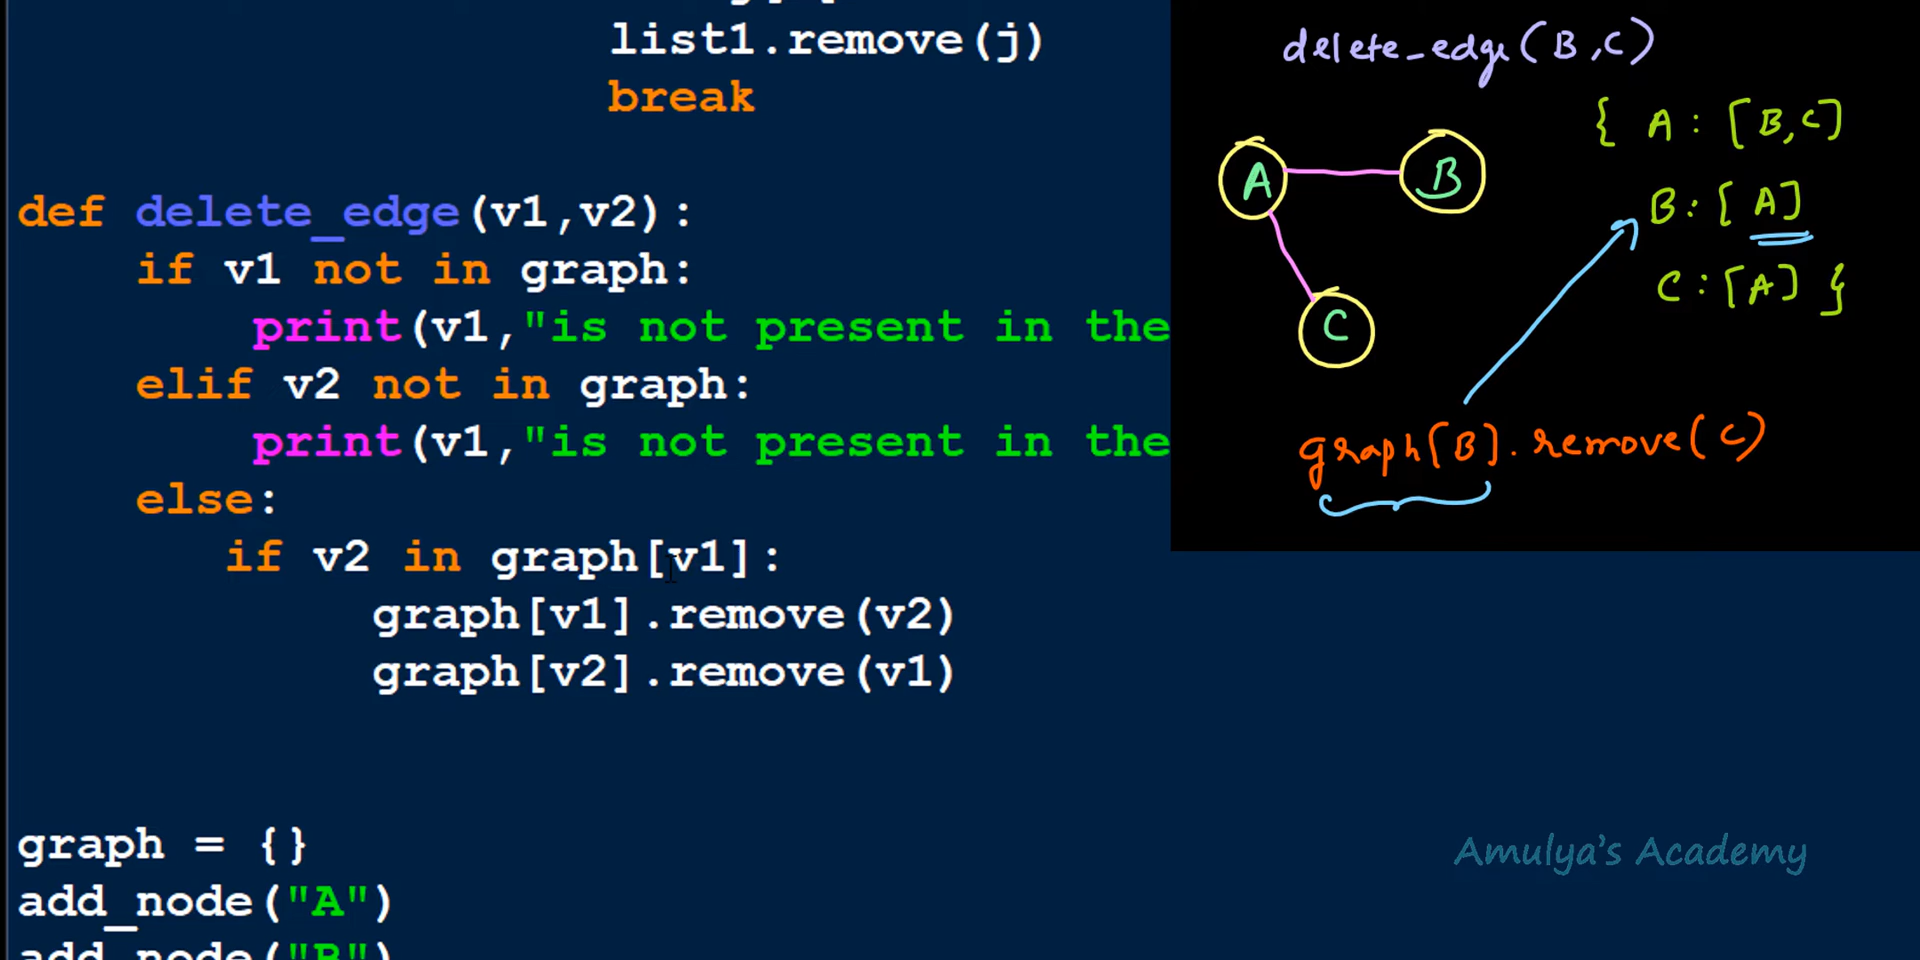 list1.remove(j)
break
def delete_edge(v1,v2):
if v1 not in graph:
print(v1,"is not present in the
elif v2 not in graph:
print(v1,"is not present in the
else:
if v2 in graph[v1]:
graph[v1].remove(v2)
graph[v2].remove(v1)
graph = {}
add_node("A")
add_node("B")
delete_edge(B,C)
{ A: [B,C]
B: [A]
C: [A] }
A
B
C
graph[B].remove(C)
Amulya's Academy